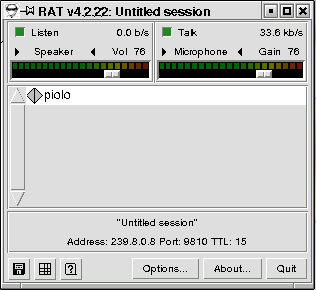 RAT v4.2.22: Untitled session
Listen 0.0 b/s Talk 33.6 kb/s
Speaker Vol 76 Microphone Gain 76
piolo
"Untitled session"
Address: 239.8.0.8 Port: 9810 TTL: 15
Options... About... Quit